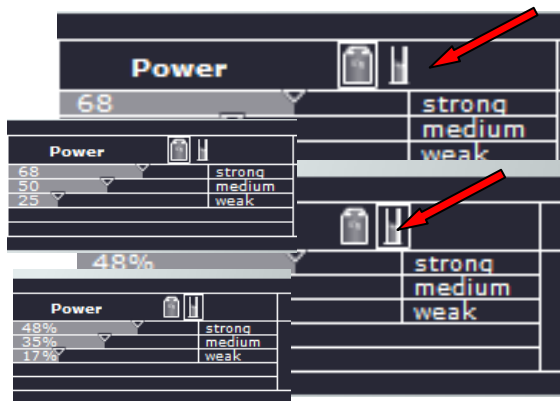 Power
68 strong
medium
weak
Power
68 strong
50 medium
25 weak
48% strong
medium
weak
Power
48% strong
35% medium
17% weak